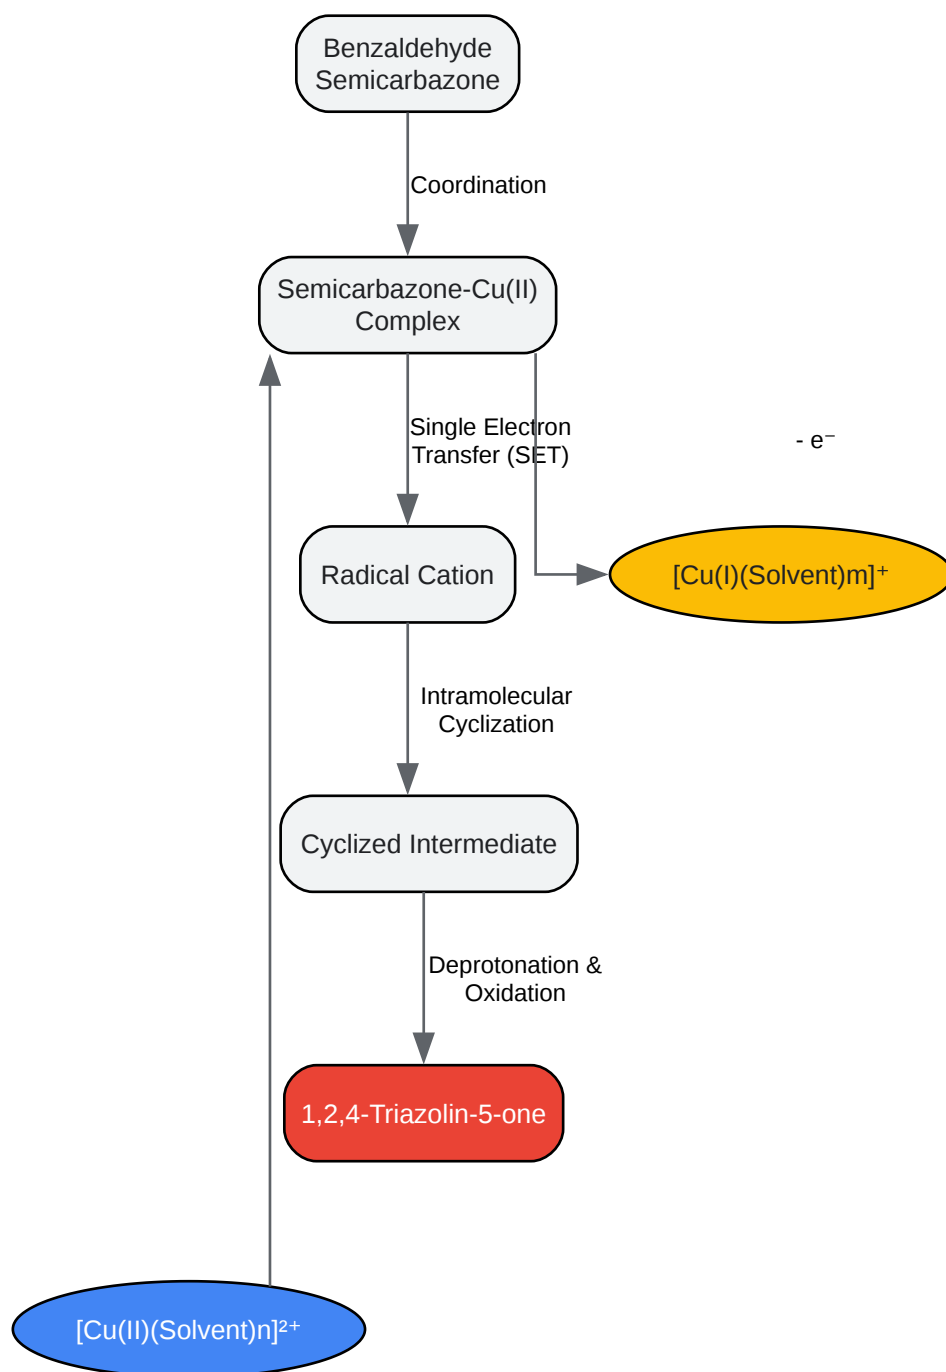 Benzaldehyde
Semicarbazone
Coordination
Semicarbazone-Cu(II)
Complex
Single Electron
Transfer (SET)
- e⁻
Radical Cation
[Cu(I)(Solvent)m]⁺
Intramolecular
Cyclization
Cyclized Intermediate
Deprotonation &
Oxidation
1,2,4-Triazolin-5-one
[Cu(II)(Solvent)n]²⁺